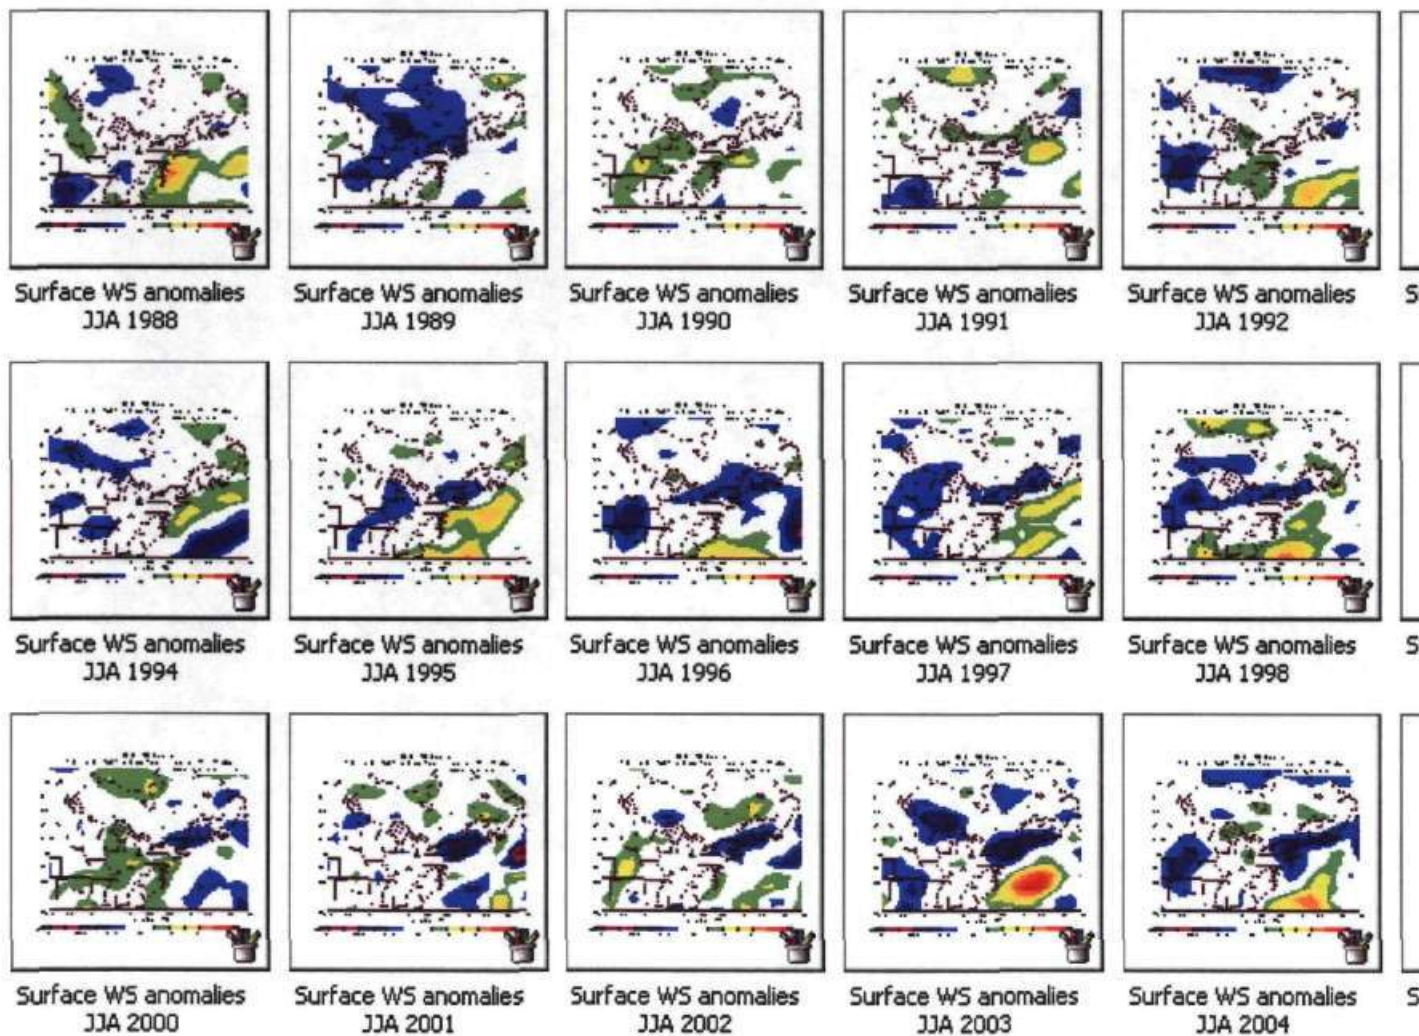 Surface WS anomalies
JJA 1988
Surface WS anomalies
JJA 1989
Surface WS anomalies
JJA 1990
Surface WS anomalies
JJA 1991
Surface WS anomalies
JJA 1992
S
Surface WS anomalies
JJA 1994
Surface WS anomalies
JJA 1995
Surface WS anomalies
JJA 1996
Surface WS anomalies
JJA 1997
Surface WS anomalies
JJA 1998
S
Surface WS anomalies
JJA 2000
Surface WS anomalies
JJA 2001
Surface WS anomalies
JJA 2002
Surface WS anomalies
JJA 2003
Surface WS anomalies
JJA 2004
S